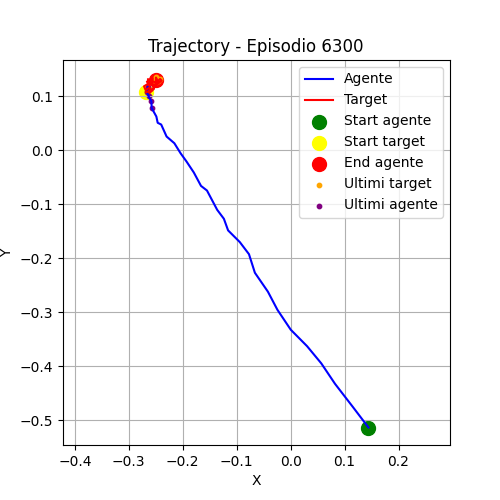 Trajectory - Episodio 6300
Agente
Target
Start agente
Start target
End agente
Ultimi target
Ultimi agente
0.1
0.0
−0.1
−0.2
−0.3
−0.4
−0.5
Y
−0.4
−0.3
−0.2
−0.1
0.0
0.1
0.2
X